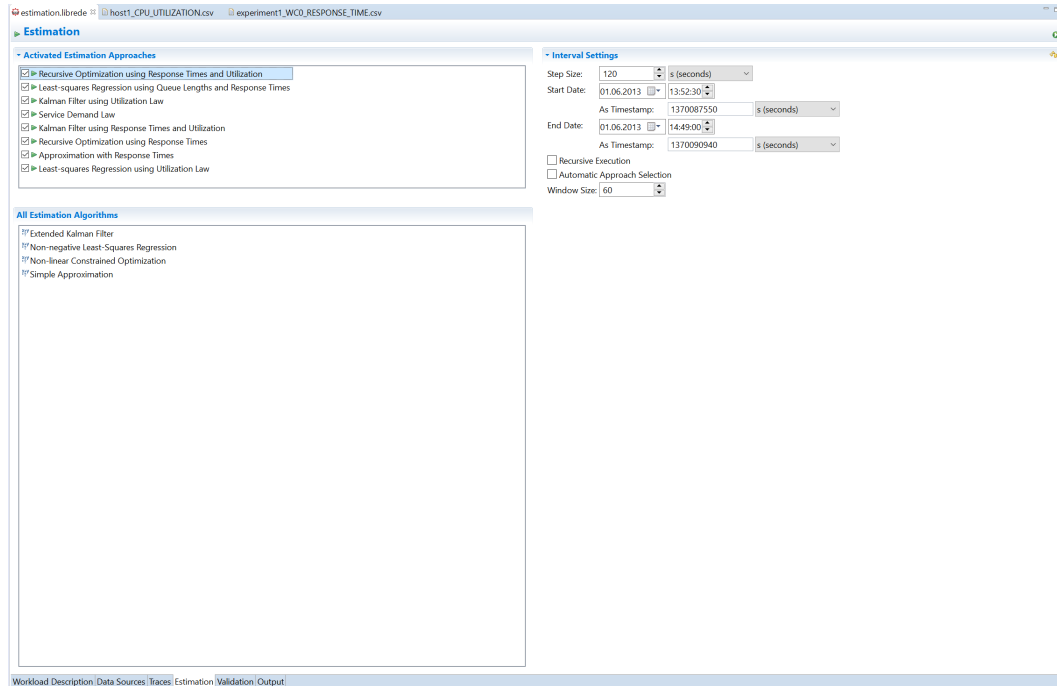 estimation.librede host1_CPU_UTILIZATION.csv experiment1_WC0_RESPONSE_TIME.csv
Estimation
Activated Estimation Approaches
Recursive Optimization using Response Times and Utilization
Least-squares Regression using Queue Lengths and Response Times
Kalman Filter using Utilization Law
Service Demand Law
Kalman Filter using Response Times and Utilization
Recursive Optimization using Response Times
Approximation with Response Times
Least-squares Regression using Utilization Law
All Estimation Algorithms
Extended Kalman Filter
Non-negative Least-Squares Regression
Non-linear Constrained Optimization
Simple Approximation
Interval Settings
Step Size: 120 s (seconds)
Start Date: 01.06.2013 13:52:30
As Timestamp: 1370087550 s (seconds)
End Date: 01.06.2013 14:49:00
As Timestamp: 1370090940 s (seconds)
Recursive Execution
Automatic Approach Selection
Window Size: 60
Workload Description Data Sources Traces Estimation Validation Output